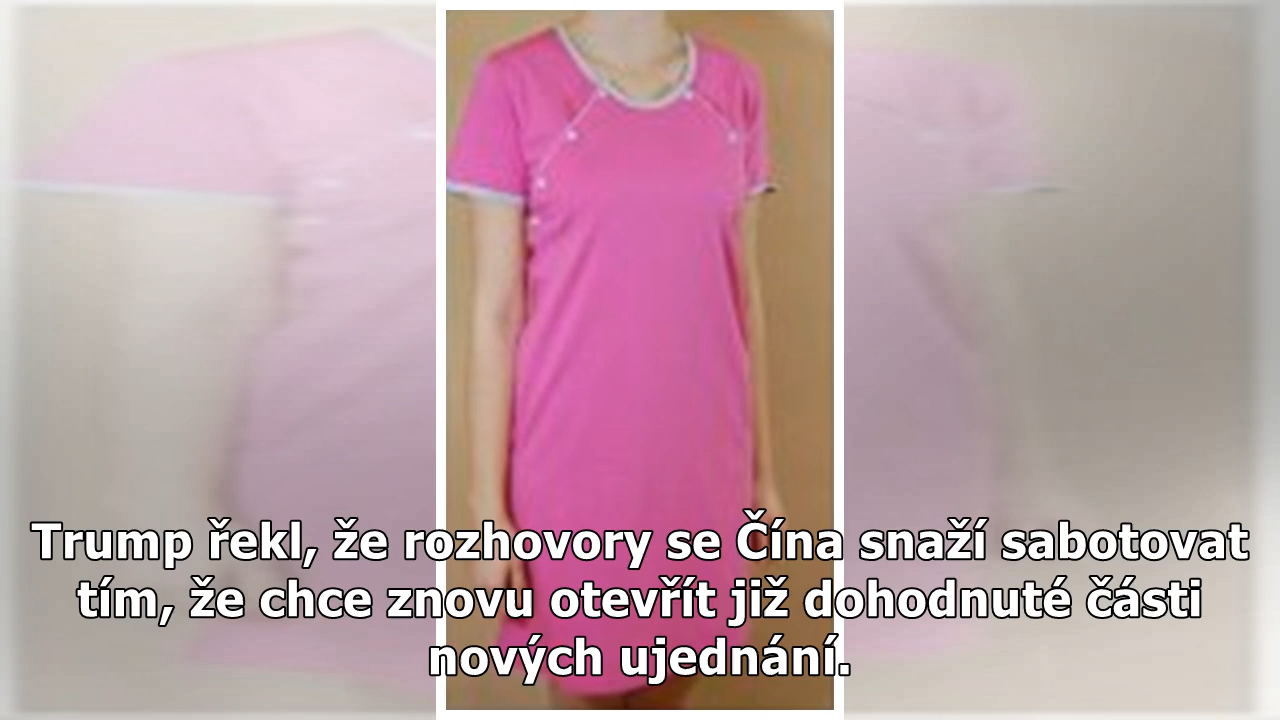 Trump řekl, že rozhovory se Čína snaží sabotovat
tím, že chce znovu otevřít již dohodnuté části
nových ujednání.